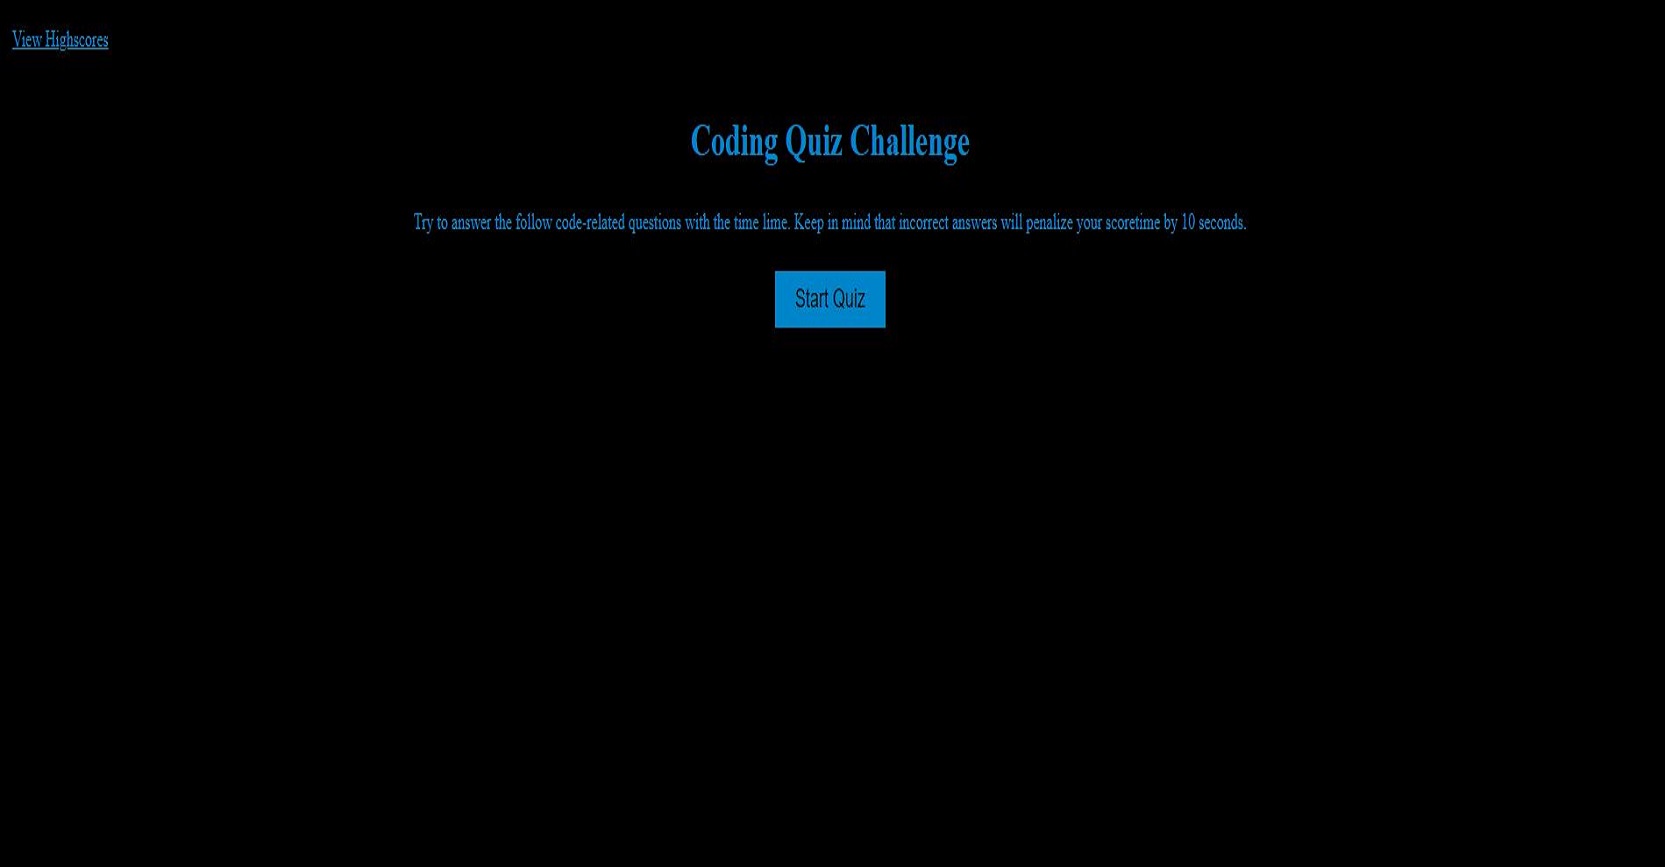 View Highscores
Coding Quiz Challenge
Try to answer the follow code-related questions with the time lime. Keep in mind that incorrect answers will penalize your scoretime by 10 seconds.
Start Quiz